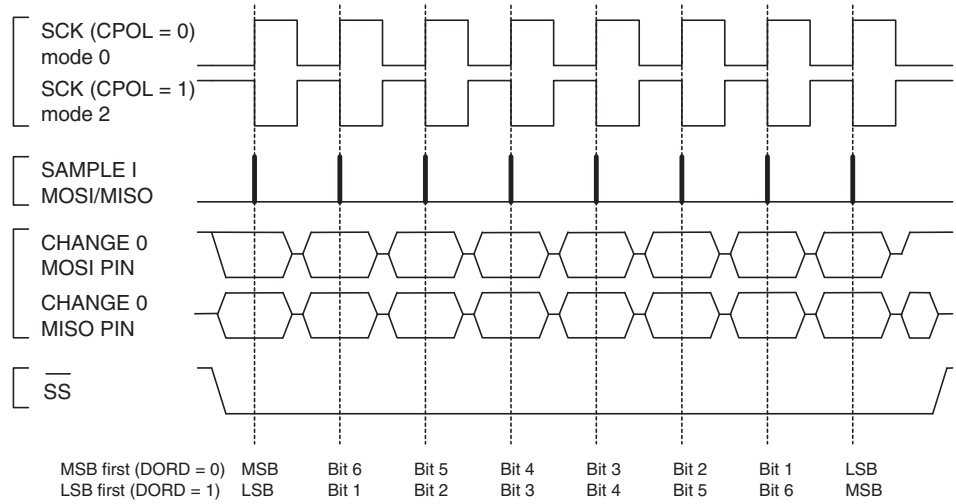 SCK (CPOL = 0)
mode 0
SCK (CPOL = 1)
mode 2
SAMPLE I
MOSI/MISO
CHANGE 0
MOSI PIN
CHANGE 0
MISO PIN
SS
MSB first (DORD = 0) MSB Bit 6 Bit 5 Bit 4 Bit 3 Bit 2 Bit 1 LSB
LSB first (DORD = 1) LSB Bit 1 Bit 2 Bit 3 Bit 4 Bit 5 Bit 6 MSB